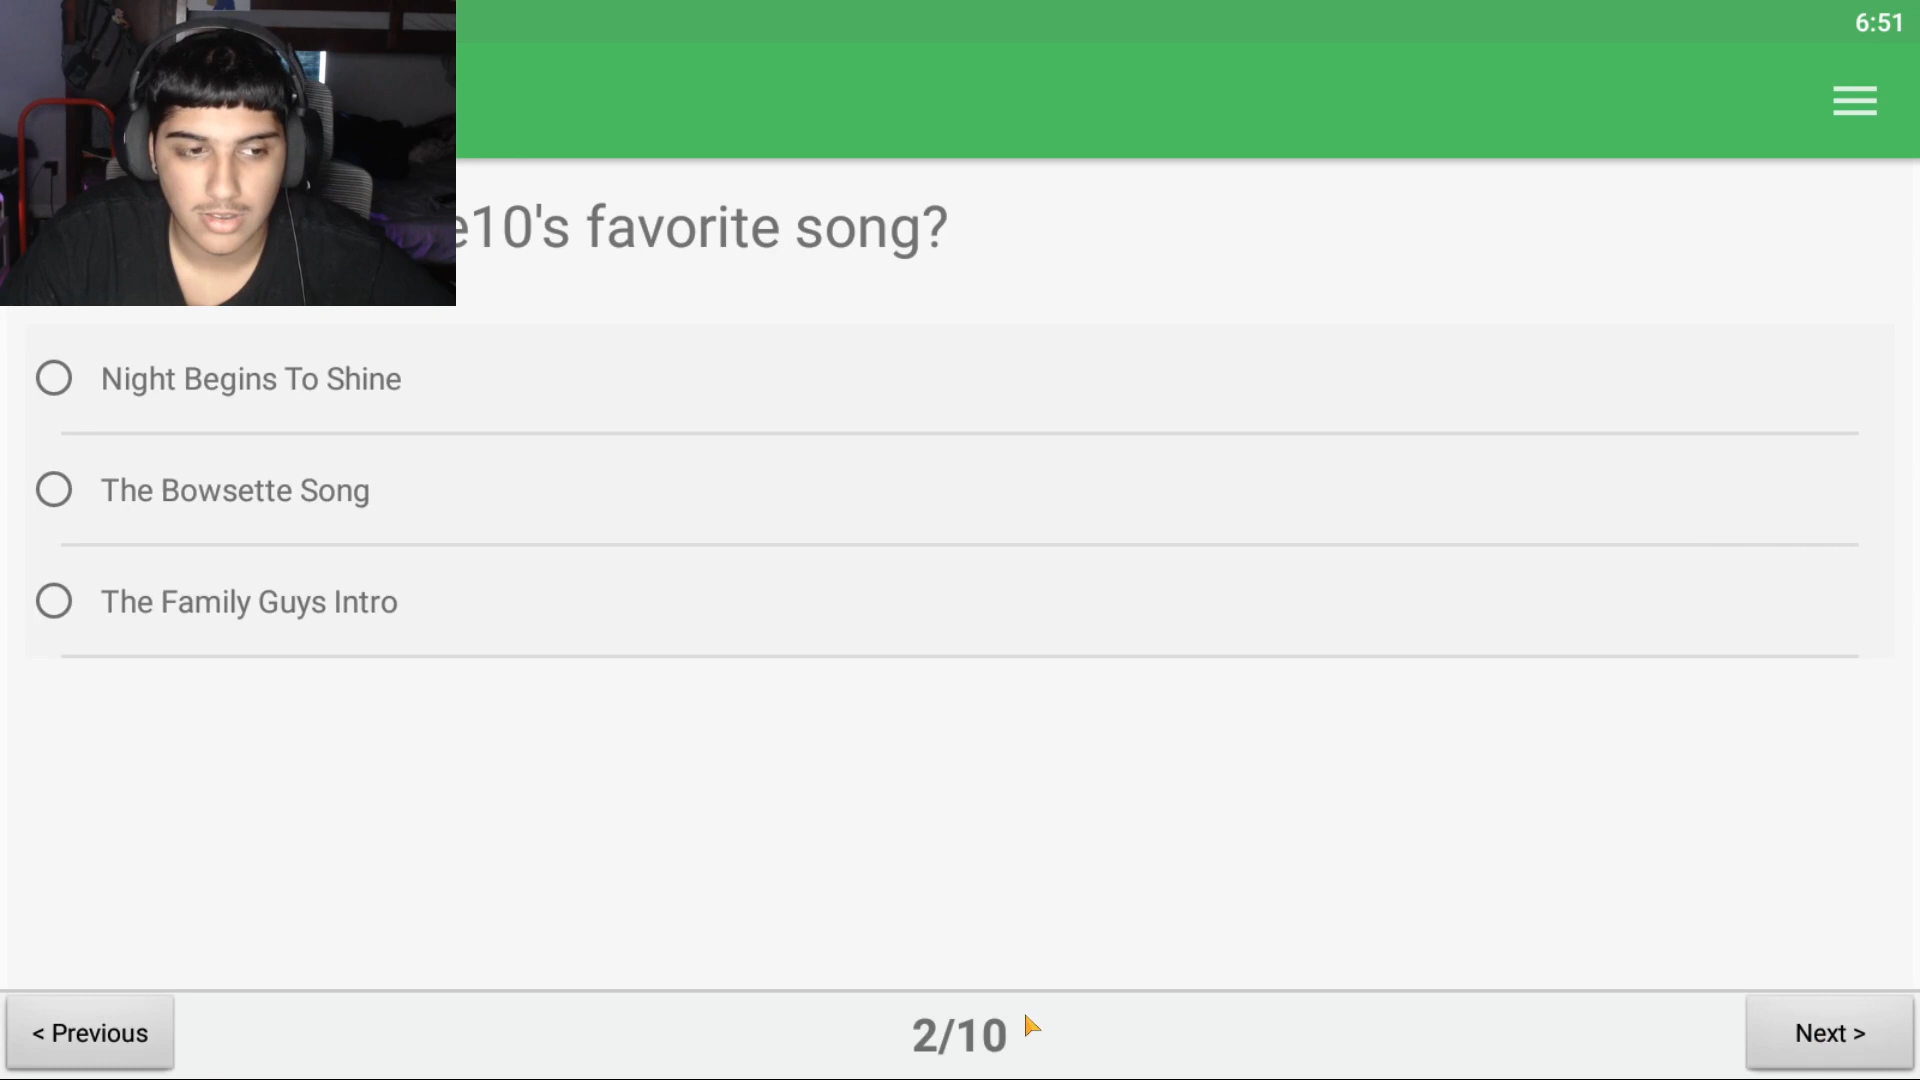 6:51
e10's favorite song?
Night Begins To Shine
The Bowsette Song
The Family Guys Intro
< Previous
2/10
Next >